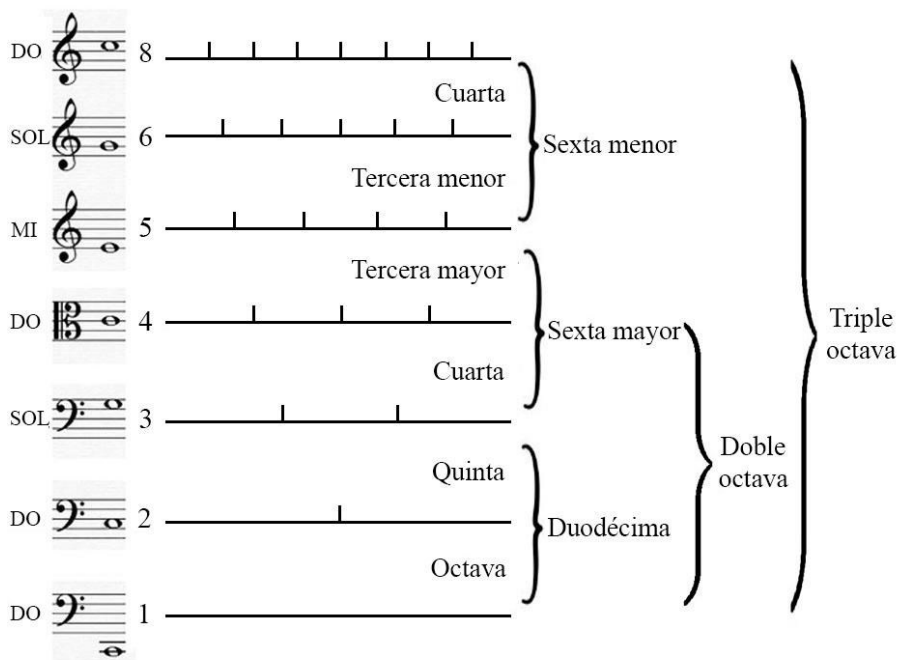 DO 8
Cuarta
SOL 6
Sexta menor
Tercera menor
MI 5
Tercera mayor
DO 4
Sexta mayor
Triple
octava
Cuarta
SOL 3
Doble
octava
Quinta
DO 2
Duodécima
Octava
DO 1